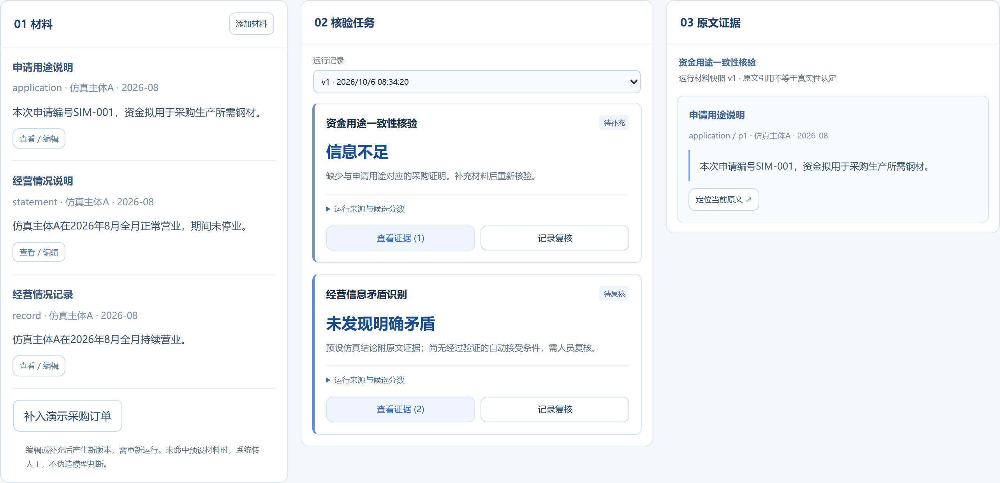 01 材料
添加材料
申请用途说明
application · 仿真主体A · 2026-08
本次申请编号SIM-001，资金拟用于采购生产所需钢材。
查看 / 编辑
经营情况说明
statement · 仿真主体A · 2026-08
仿真主体A在2026年8月全月正常营业，期间未停业。
查看 / 编辑
经营情况记录
record · 仿真主体A · 2026-08
仿真主体A在2026年8月全月持续营业。
查看 / 编辑
补入演示采购订单
编辑或补充后产生新版本，需重新运行。未命中预设材料时，系统转
人工，不伪造模型判断。
02 核验任务
运行记录
v1 · 2026/10/6 08:34:20
资金用途一致性核验
待补充
信息不足
缺少与申请用途对应的采购证明。补充材料后重新核验。
▶ 运行来源与候选分数
查看证据 (1)
记录复核
经营信息矛盾识别
待复核
未发现明确矛盾
预设仿真结论附原文证据；尚无经过验证的自动接受条件，需人员复核。
▶ 运行来源与候选分数
查看证据 (2)
记录复核
03 原文证据
资金用途一致性核验
运行材料快照 v1 · 原文引用不等于真实性认定
申请用途说明
application / p1 · 仿真主体A · 2026-08
本次申请编号SIM-001，资金拟用于采购生产所需钢材。
定位当前原文 ↗